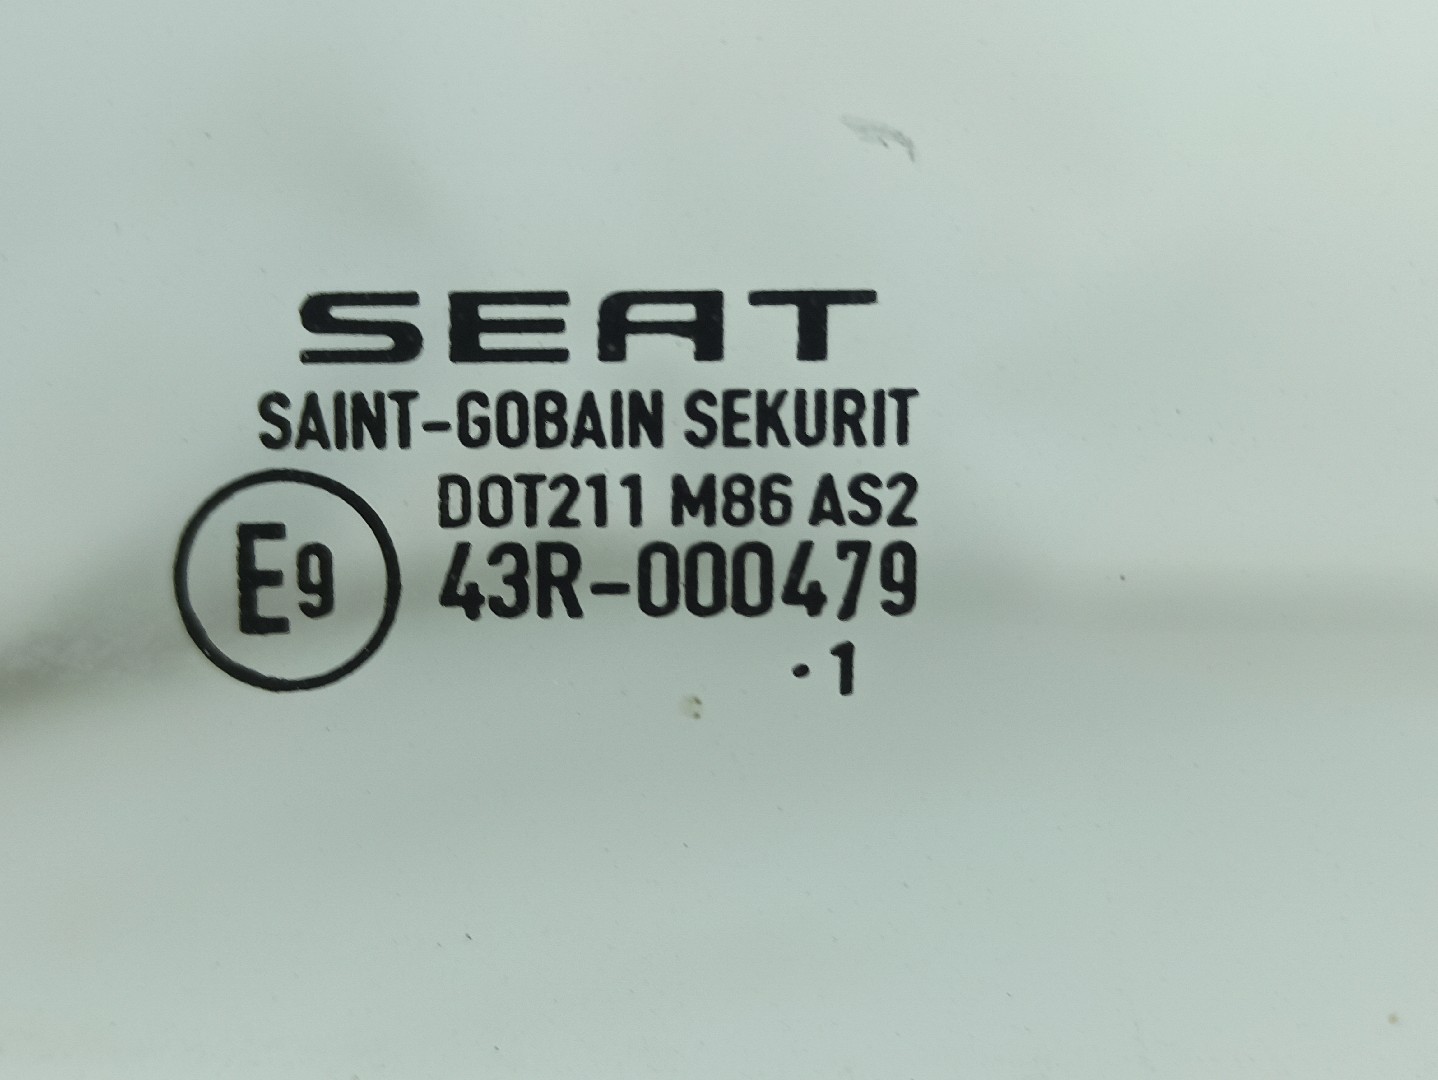 SEAT
SAINT-GOBAIN SEKURIT
DOT211 M86 AS2
E9 43R-000479
·1